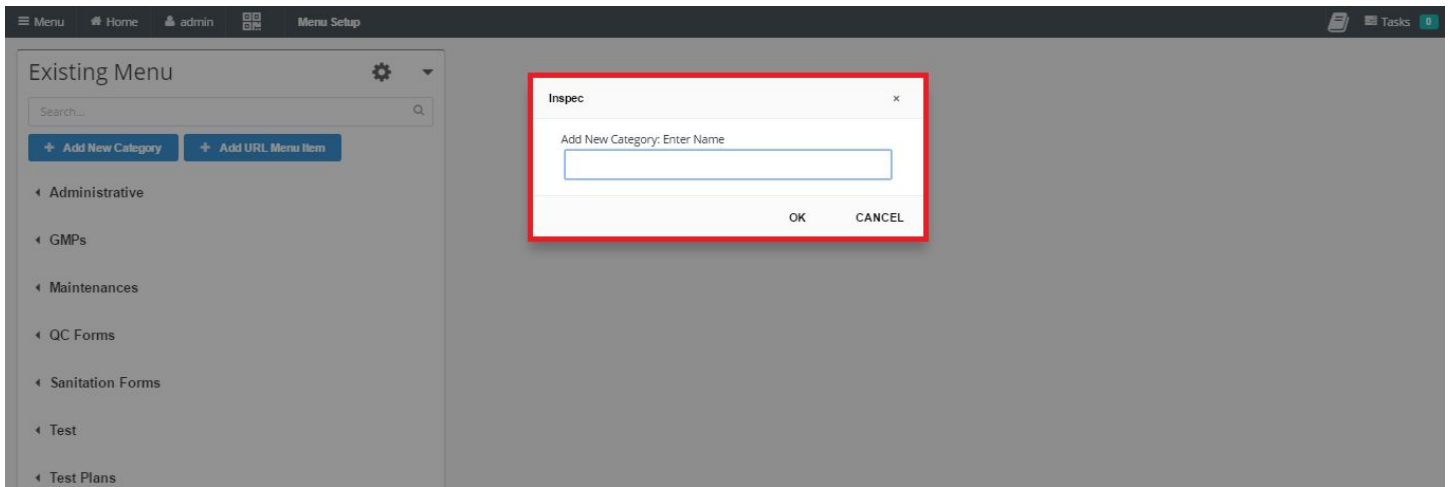 Menu Home admin Menu Setup Tasks 0
Existing Menu
Search...
+ Add New Category + Add URL Menu Item
Administrative
GMPs
Maintenances
QC Forms
Sanitation Forms
Test
Test Plans
Inspec ×
Add New Category: Enter Name
OK CANCEL